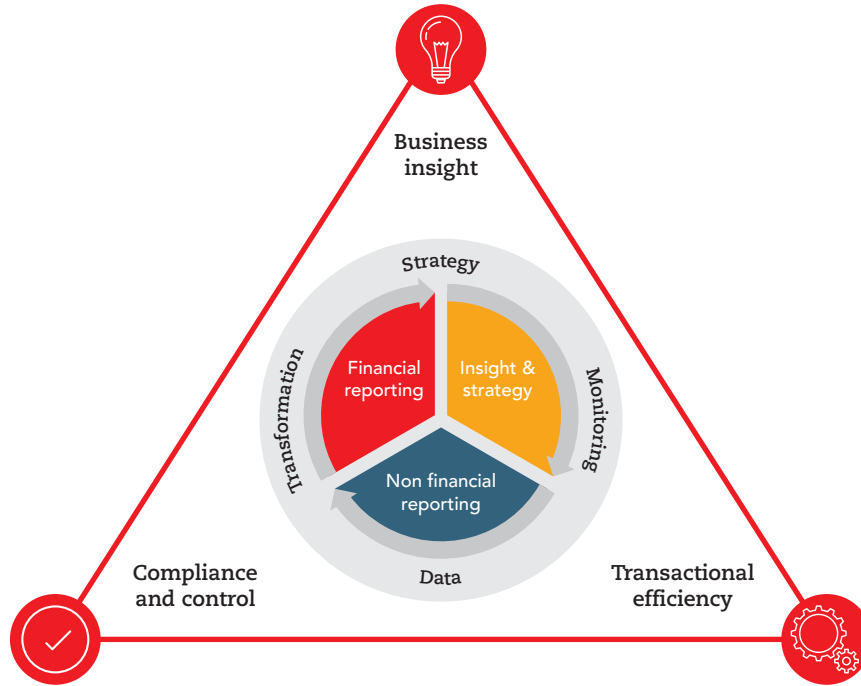 Business
insight
Strategy
Transformation
Monitoring
Financial
reporting
Insight &
strategy
Non financial
reporting
Data
Compliance
and control
Transactional
efficiency